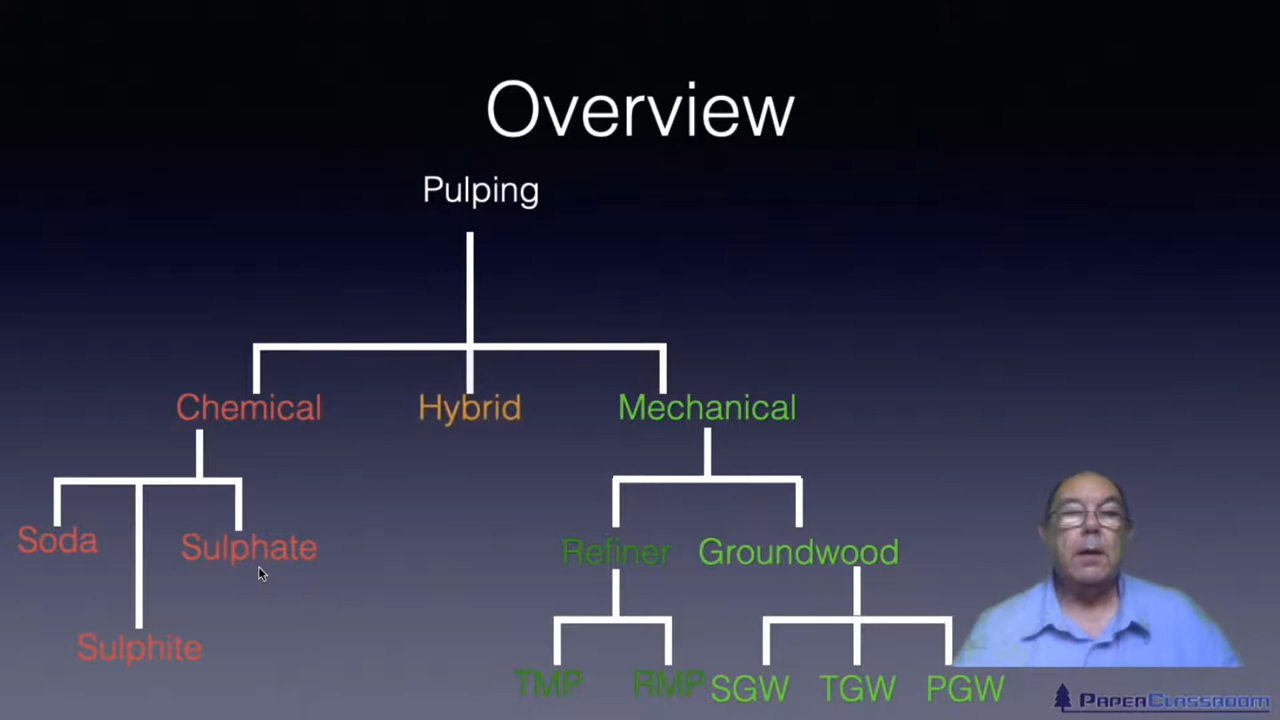 Overview
Pulping
Chemical Hybrid Mechanical
Soda Sulphate Refiner Groundwood
Sulphite
TMP RMP SGW TGW PGW
PAPERCLASSROOM